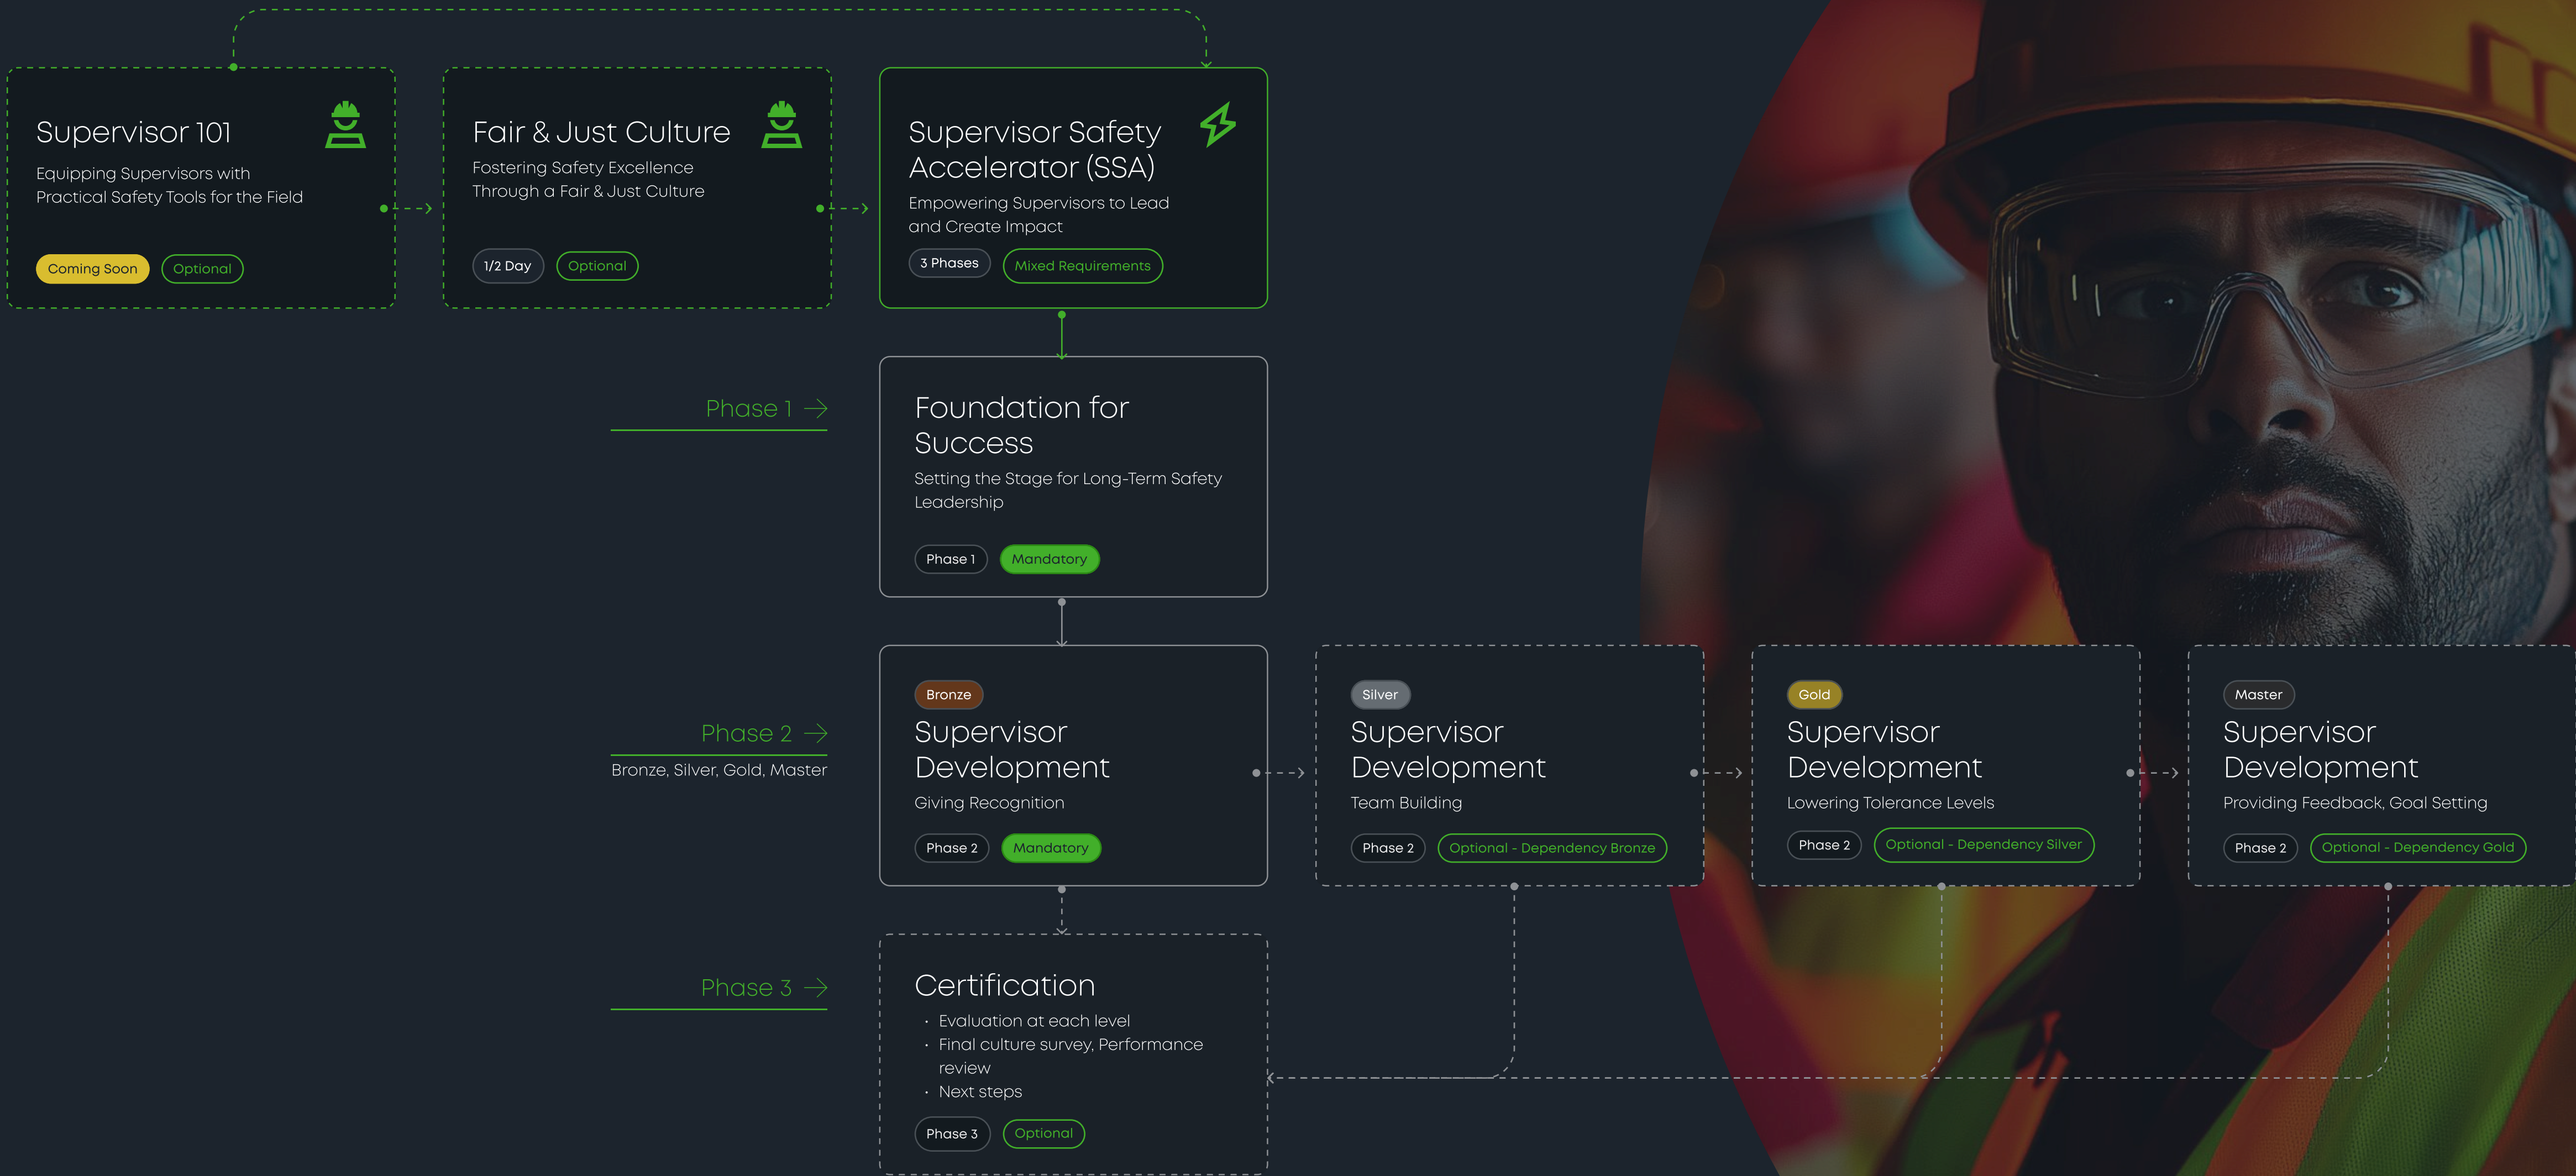 Supervisor 101
Equipping Supervisors with
Practical Safety Tools for the Field
Coming Soon
Optional
Fair & Just Culture
Fostering Safety Excellence
Through a Fair & Just Culture
1/2 Day
Optional
Supervisor Safety
Accelerator (SSA)
Empowering Supervisors to Lead
and Create Impact
3 Phases
Mixed Requirements
Phase 1
Foundation for
Success
Setting the Stage for Long-Term Safety
Leadership
Phase 1
Mandatory
Phase 2
Bronze, Silver, Gold, Master
Bronze
Supervisor
Development
Giving Recognition
Phase 2
Mandatory
Silver
Supervisor
Development
Team Building
Phase 2
Optional - Dependency Bronze
Gold
Supervisor
Development
Lowering Tolerance Levels
Phase 2
Optional - Dependency Silver
Master
Supervisor
Development
Providing Feedback, Goal Setting
Phase 2
Optional - Dependency Gold
Phase 3
Certification
• Evaluation at each level
• Final culture survey, Performance
review
• Next steps
Phase 3
Optional